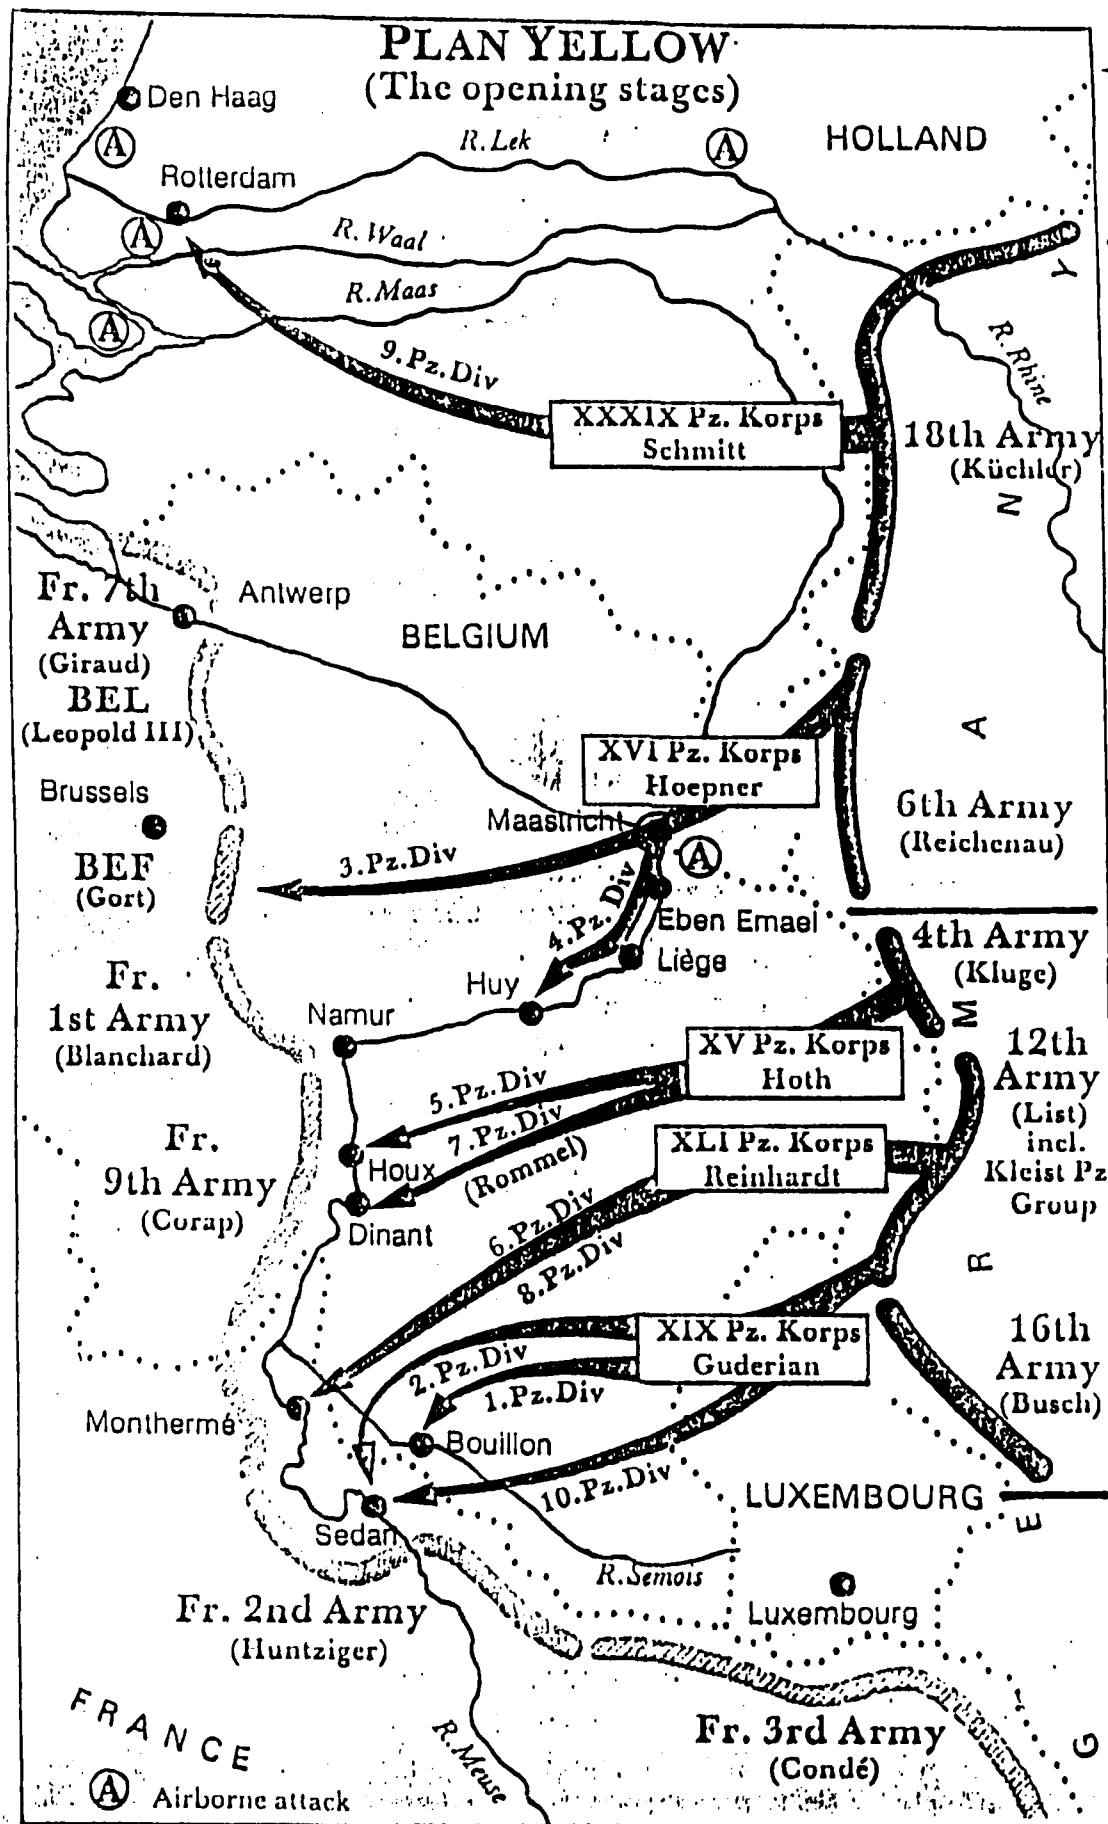 PLAN YELLOW
(The opening stages)
Den Haag
A
R. Lek
A
HOLLAND
Rotterdam
A
R. Waal
R. Maas
A
9.Pz.Div
R. Rhine
XXXIX Pz. Korps
Schmitt
18th Army
(Küchler)
Fr. 7th
Army
(Giraud)
Antwerp
BELGIUM
BEL
(Leopold III)
XVI Pz. Korps
Hoepner
Brussels
Maastricht
6th Army
(Reichenau)
BEF
(Gort)
3.Pz.Div
A
4.Pz. Div
Eben Emael
Liège
4th Army
(Kluge)
Fr.
1st Army
(Blanchard)
Huy
Namur
XV Pz. Korps
Hoth
12th
Army
(List)
incl.
Kleist Pz
Group
5.Pz.Div
7.Pz.Div
(Rommel)
Fr.
9th Army
(Corap)
Houx
Dinant
XLI Pz. Korps
Reinhardt
6.Pz.Div
8.Pz.Div
XIX Pz. Korps
Guderian
16th
Army
(Busch)
2.Pz.Div
1.Pz.Div
Monthermé
Bouillon
10.Pz.Div
LUXEMBOURG
Sedan
R. Semois
Luxembourg
Fr. 2nd Army
(Huntziger)
FRANCE
R. Meuse
Fr. 3rd Army
(Condé)
GERMANY
A Airborne attack